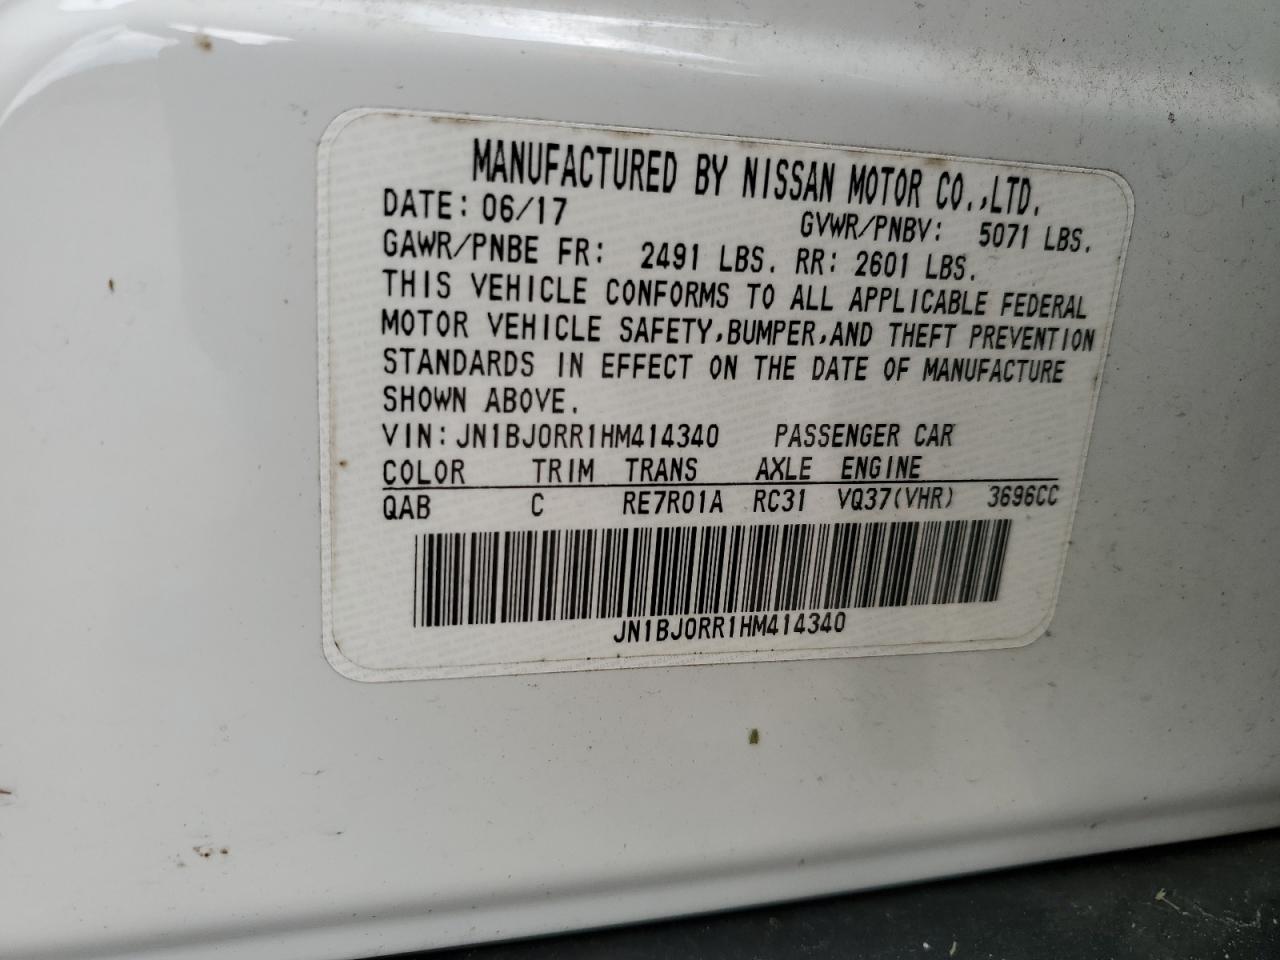 MANUFACTURED BY NISSAN MOTOR CO.,LTD.
DATE: 06/17 GVWR/PNBV: 5071 LBS.
GAWR/PNBE FR: 2491 LBS. RR: 2601 LBS.
THIS VEHICLE CONFORMS TO ALL APPLICABLE FEDERAL
MOTOR VEHICLE SAFETY,BUMPER,AND THEFT PREVENTION
STANDARDS IN EFFECT ON THE DATE OF MANUFACTURE
SHOWN ABOVE.
VIN:JN1BJ0RR1HM414340 PASSENGER CAR
COLOR TRIM TRANS AXLE ENGINE
QAB C RE7R01A RC31 VQ37(VHR) 3696CC
JN1BJ0RR1HM414340